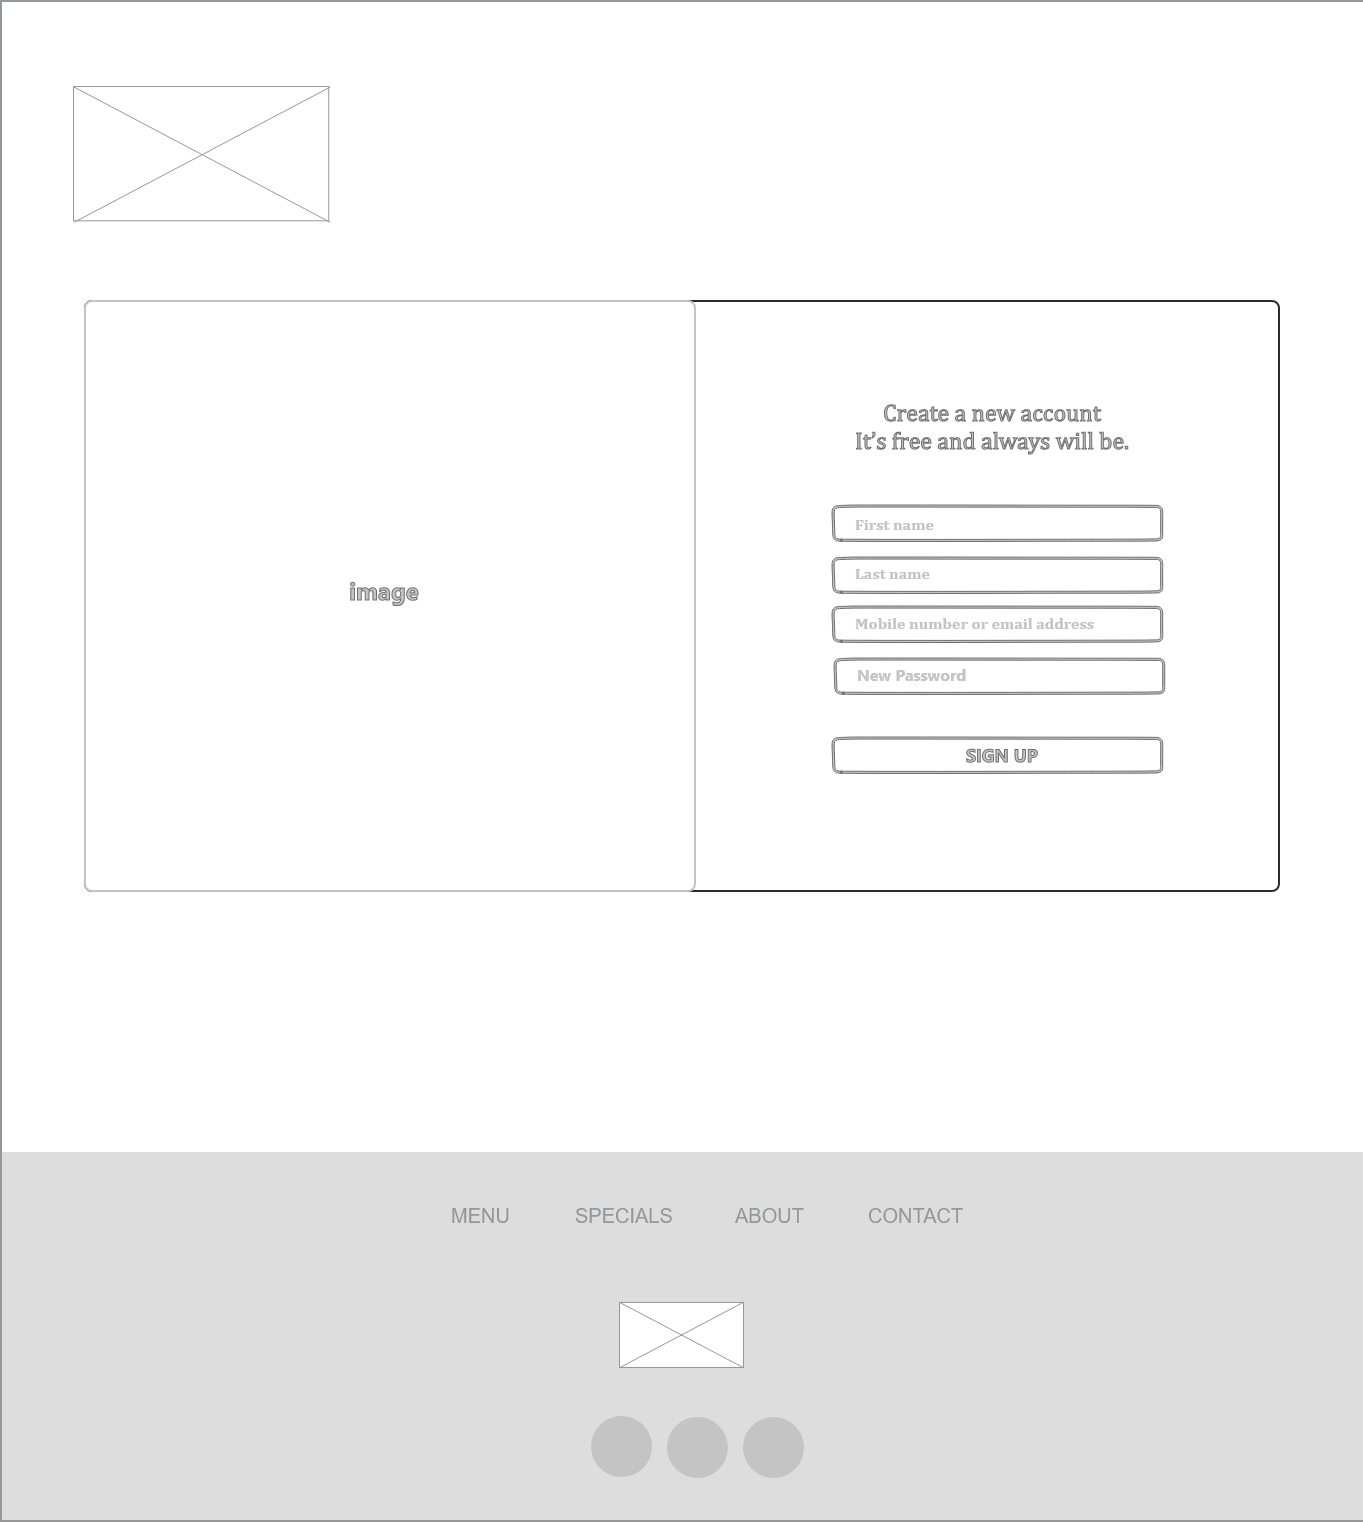 Create a new account
It's free and always will be.
First name
Last name
image
Mobile number or email address
New Password
SIGN UP
MENU SPECIALS ABOUT CONTACT